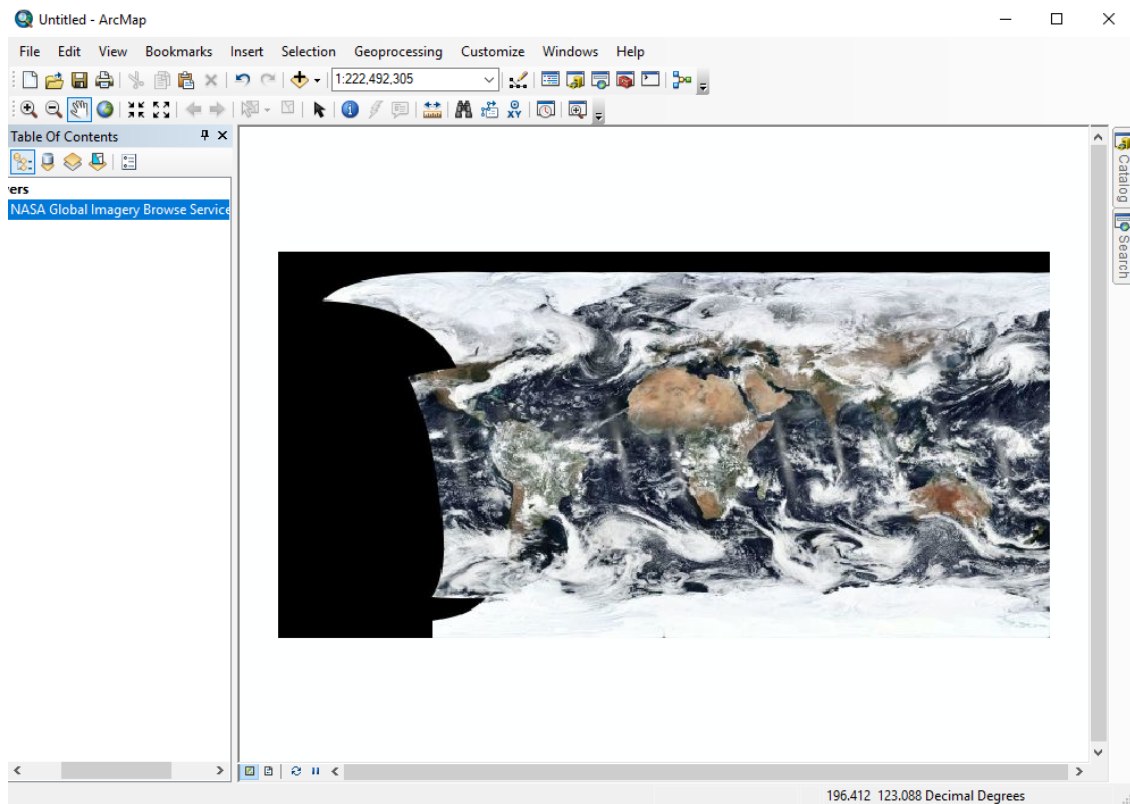 Untitled - ArcMap
File Edit View Bookmarks Insert Selection Geoprocessing Customize Windows Help
1:222,492,305
Table Of Contents
ers
NASA Global Imagery Browse Service
Catalog
Search
196.412 123.088 Decimal Degrees